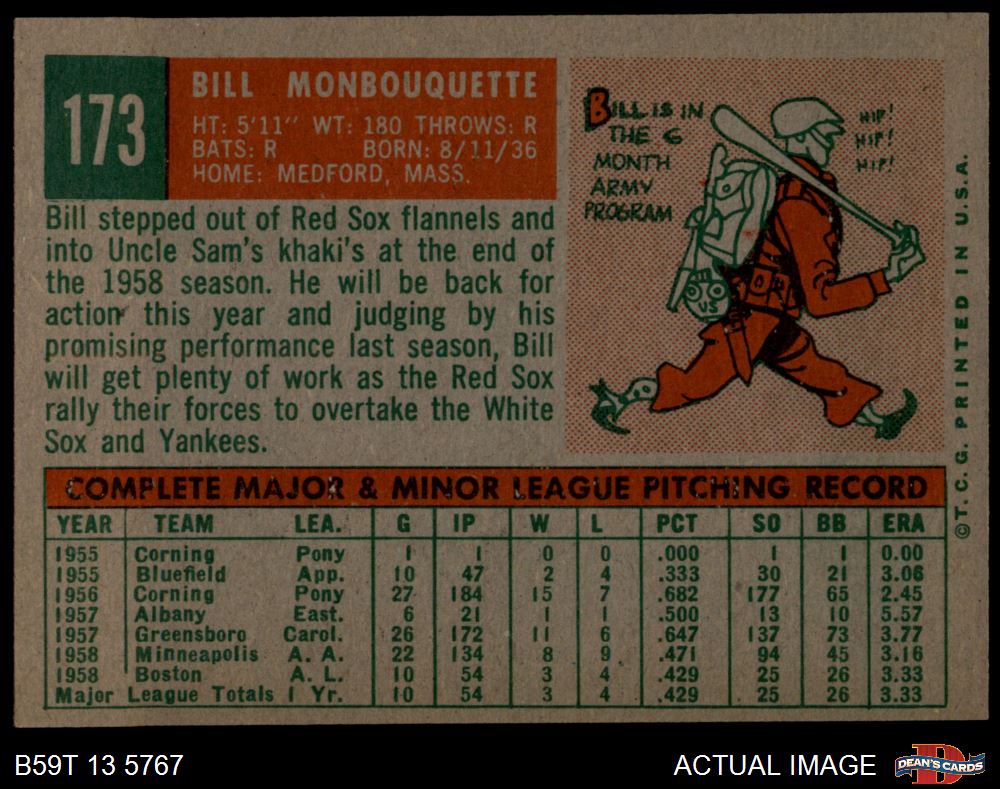 173
BILL MONBOUQUETTE
HT: 5'11" WT: 180 THROWS: R
BATS: R BORN: 8/11/36
HOME: MEDFORD, MASS.
Bill stepped out of Red Sox flannels and
into Uncle Sam's khaki's at the end of
the 1958 season. He will be back for
action this year and judging by his
promising performance last season, Bill
will get plenty of work as the Red Sox
rally their forces to overtake the White
Sox and Yankees.
BILL IS IN
THE 6
MONTH
ARMY
PROGRAM
HIP!
HIP!
HIP!
US
©T.C.G. PRINTED IN U.S.A.
COMPLETE MAJOR & MINOR LEAGUE PITCHING RECORD
YEAR TEAM LEA. G IP W L PCT SO BB ERA
1955 Corning Pony 1 1 0 0 .000 1 1 0.00
1955 Bluefield App. 10 47 2 4 .333 30 21 3.06
1956 Corning Pony 27 184 15 7 .682 177 65 2.45
1957 Albany East. 6 21 1 1 .500 13 10 5.57
1957 Greensboro Carol. 26 172 11 6 .647 137 73 3.77
1958 Minneapolis A. A. 22 134 8 9 .471 94 45 3.16
1958 Boston A. L. 10 54 3 4 .429 25 26 3.33
Major League Totals 1 Yr. 10 54 3 4 .429 25 26 3.33
B59T 13 5767
ACTUAL IMAGE
D
DEAN'S CARDS